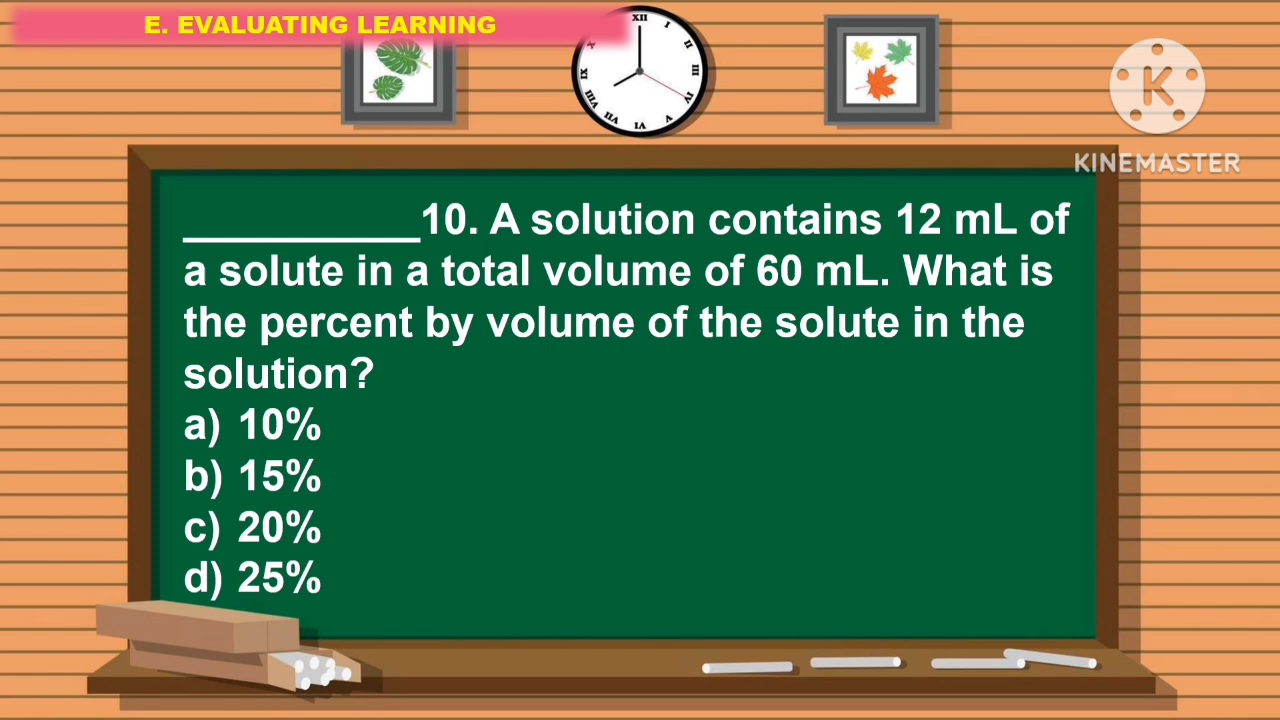 E. EVALUATING LEARNING
K
KINEMASTER
__________10. A solution contains 12 mL of
a solute in a total volume of 60 mL. What is
the percent by volume of the solute in the
solution?
a) 10%
b) 15%
c) 20%
d) 25%